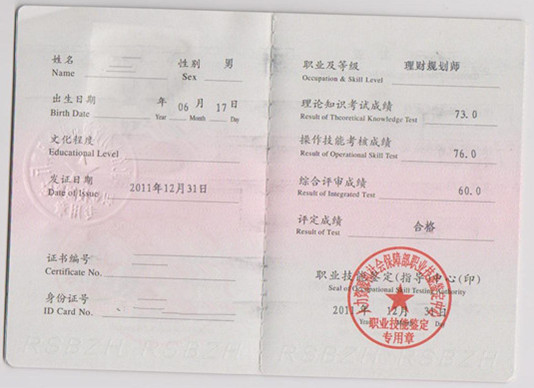 姓名 性别 男
Name Sex
出生日期 年 06 月 17 日
Birth Date Year Month Day
文化程度
Educational Level
发证日期
Date of Issue 2011年12月31日
证书编号
Certificate No.
身份证号
ID Card No.
职业及等级 理财规划师
Occupation & Skill Level
理论知识考试成绩
Result of Theoretical Knowledge Test 73.0
操作技能考核成绩
Result of Operational Skill Test 76.0
综合评审成绩
Result of Integrated Test 60.0
评定成绩 合格
Result of Test
职业技能鉴定(指导)中心(印)
Seal of Occupational Skill Testing Authority
2011 年 12 月 31 日
职业技能鉴定
专用章